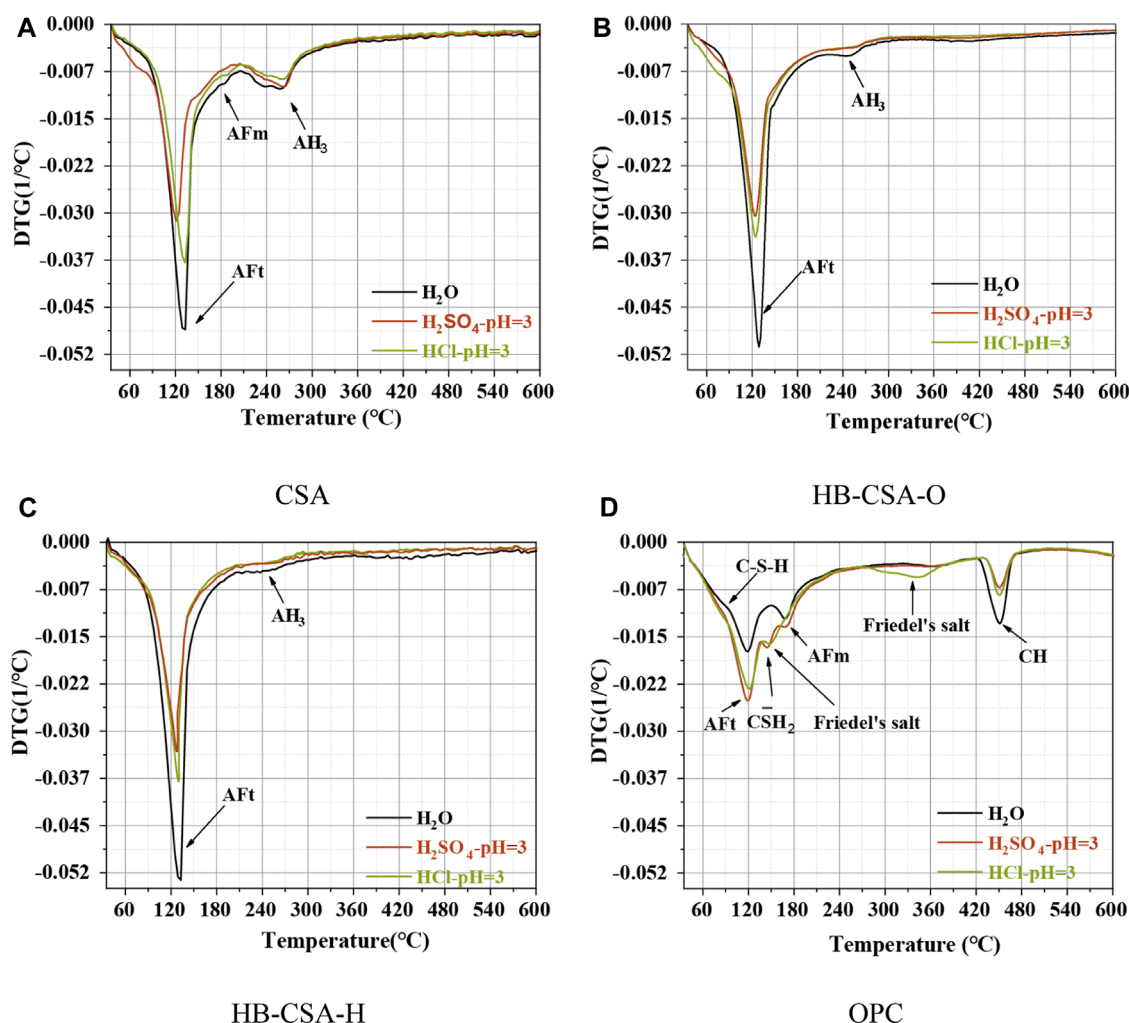 A
DTG(1/℃)
0.000
-0.007
-0.015
-0.022
-0.030
-0.037
-0.045
-0.052
AFm
AH₃
AFt
H₂O
H₂SO₄-pH=3
HCl-pH=3
60 120 180 240 300 360 420 480 540 600
Temerature (℃)
CSA
B
DTG(1/℃)
0.000
-0.007
-0.015
-0.022
-0.030
-0.037
-0.045
-0.052
AH₃
AFt
H₂O
H₂SO₄-pH=3
HCl-pH=3
60 120 180 240 300 360 420 480 540 600
Temperature(℃)
HB-CSA-O
C
DTG(1/℃)
0.000
-0.007
-0.015
-0.022
-0.030
-0.037
-0.045
-0.052
AH₃
AFt
H₂O
H₂SO₄-pH=3
HCl-pH=3
60 120 180 240 300 360 420 480 540 600
Temperature(℃)
HB-CSA-H
D
DTG(1/℃)
0.000
-0.007
-0.015
-0.022
-0.030
-0.037
-0.045
-0.052
C-S-H
Friedel's salt
AFm
CH
AFt
CS̅H₂
Friedel's salt
H₂O
H₂SO₄-pH=3
HCl-pH=3
60 120 180 240 300 360 420 480 540 600
Temperature (℃)
OPC